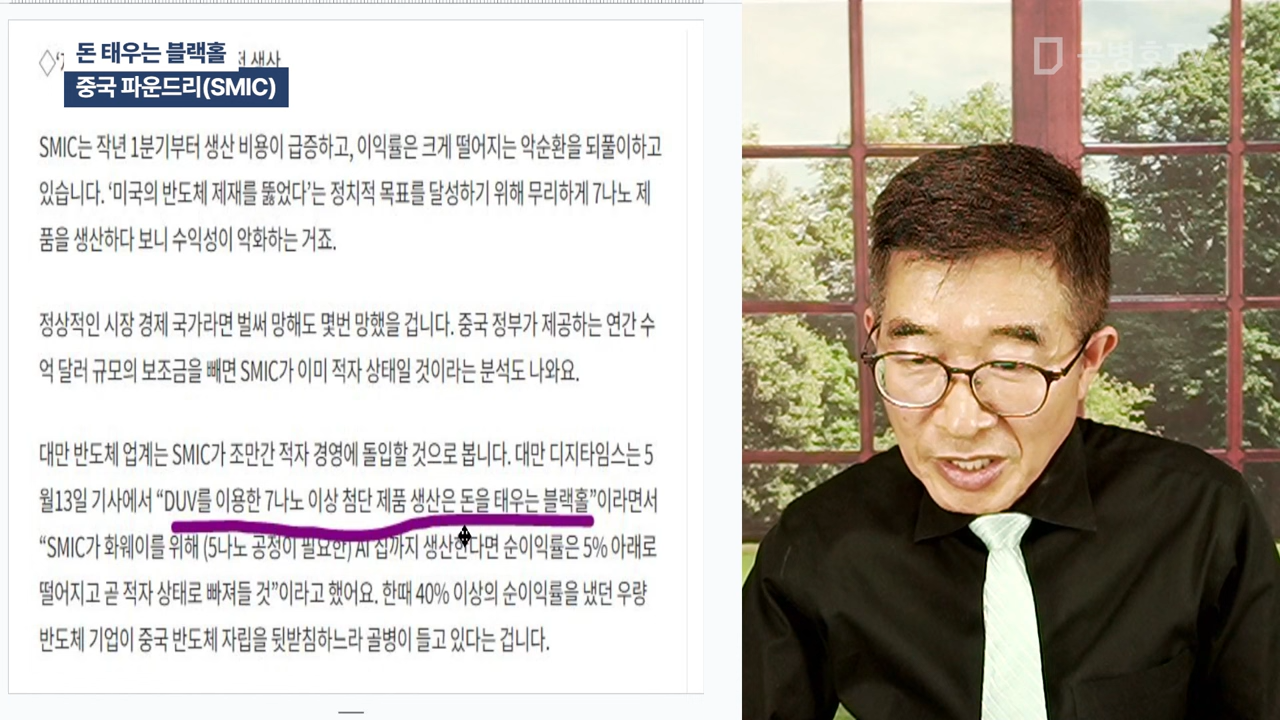 돈 태우는 블랙홀
중국 파운드리(SMIC)
생산
SMIC는 작년 1분기부터 생산 비용이 급증하고, 이익률은 크게 떨어지는 악순환을 되풀이하고
있습니다. ‘미국의 반도체 제재를 뚫었다’는 정치적 목표를 달성하기 위해 무리하게 7나노 제
품을 생산하다 보니 수익성이 악화하는 거죠.
정상적인 시장 경제 국가라면 벌써 망해도 몇번 망했을 겁니다. 중국 정부가 제공하는 연간 수
억 달러 규모의 보조금을 빼면 SMIC가 이미 적자 상태일 것이라는 분석도 나와요.
대만 반도체 업계는 SMIC가 조만간 적자 경영에 돌입할 것으로 봅니다. 대만 디지타임스는 5
월13일 기사에서 “DUV를 이용한 7나노 이상 첨단 제품 생산은 돈을 태우는 블랙홀”이라면서
“SMIC가 화웨이를 위해 (5나노 공정이 필요한) AI 칩까지 생산한다면 순이익률은 5% 아래로
떨어지고 곧 적자 상태로 빠져들 것”이라고 했어요. 한때 40% 이상의 순이익률을 냈던 우량
반도체 기업이 중국 반도체 자립을 뒷받침하느라 골병이 들고 있다는 겁니다.
공병호TV